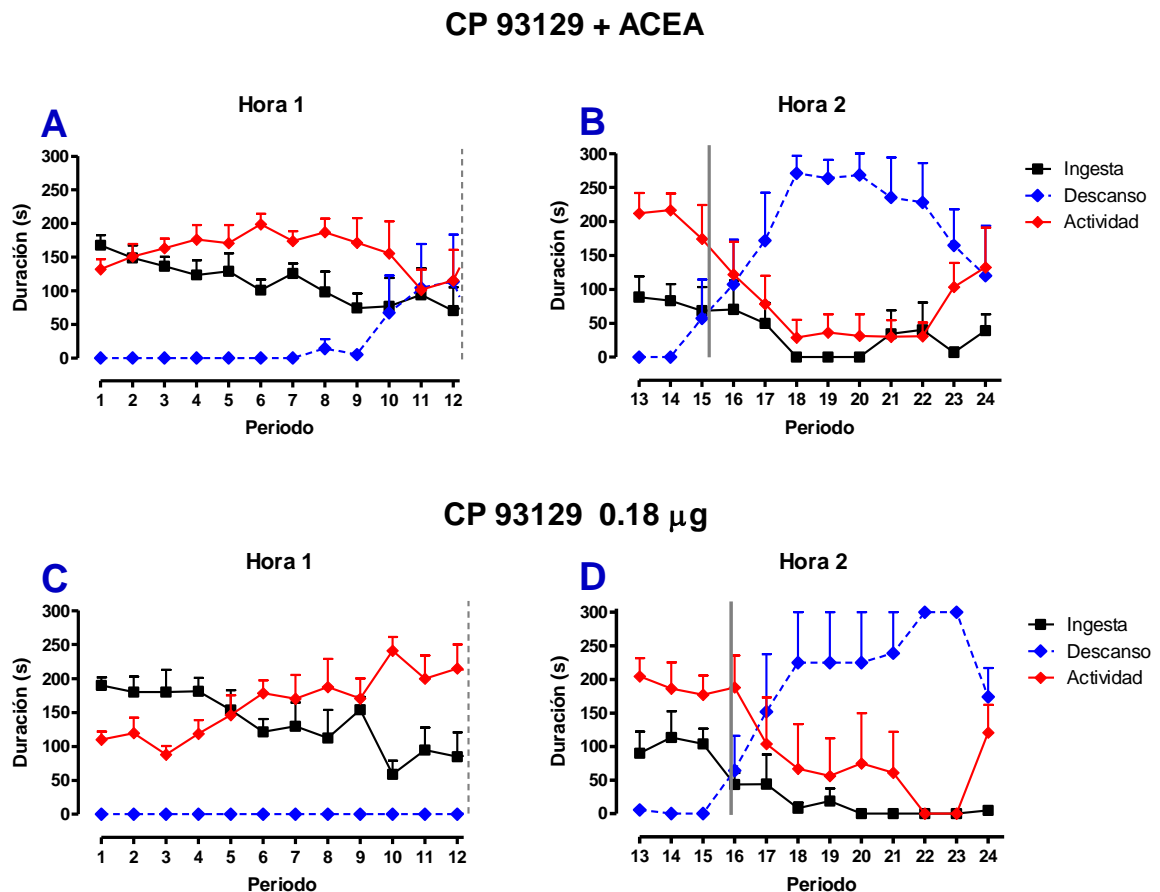 CP 93129 + ACEA
A
Hora 1
Duración (s)
300
250
200
150
100
50
0
1 2 3 4 5 6 7 8 9 10 11 12
Periodo
B
Hora 2
Duración (s)
300
250
200
150
100
50
0
13 14 15 16 17 18 19 20 21 22 23 24
Periodo
Ingesta
Descanso
Actividad
CP 93129 0.18 μg
C
Hora 1
Duración (s)
300
250
200
150
100
50
0
1 2 3 4 5 6 7 8 9 10 11 12
Periodo
D
Hora 2
Duración (s)
300
250
200
150
100
50
0
13 14 15 16 17 18 19 20 21 22 23 24
Periodo
Ingesta
Descanso
Actividad